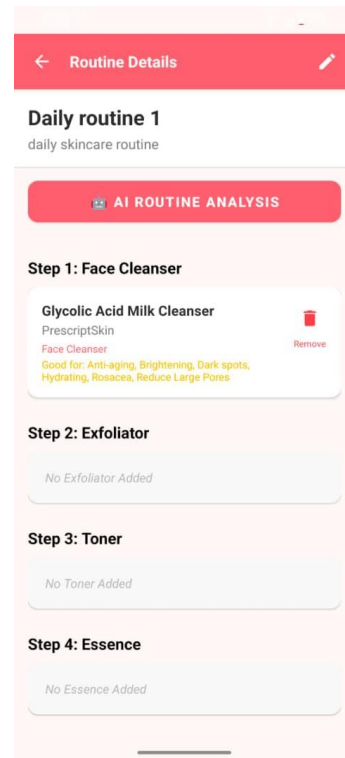 Routine Details
Daily routine 1
daily skincare routine
🤖 AI ROUTINE ANALYSIS
Step 1: Face Cleanser
Glycolic Acid Milk Cleanser
PrescriptSkin
Face Cleanser
Remove
Good for: Anti-aging, Brightening, Dark spots,
Hydrating, Rosacea, Reduce Large Pores
Step 2: Exfoliator
No Exfoliator Added
Step 3: Toner
No Toner Added
Step 4: Essence
No Essence Added